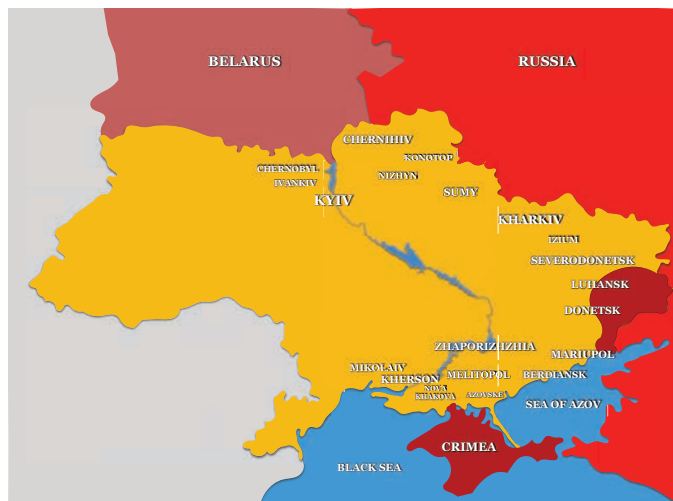 BELARUS
RUSSIA
CHERNIHIV
KONOTOP
CHERNOBYL
NIZHYN
IVANKIV
SUMY
KYIV
KHARKIV
IZIUM
SEVERODONETSK
LUHANSK
DONETSK
ZHAPORIZHZHIA
MARIUPOL
MIKOLAIV
MELITOPOL
BERDIANSK
KHERSON
NOVA
KHAKOVA
AZOVSKE
SEA OF AZOV
CRIMEA
BLACK SEA